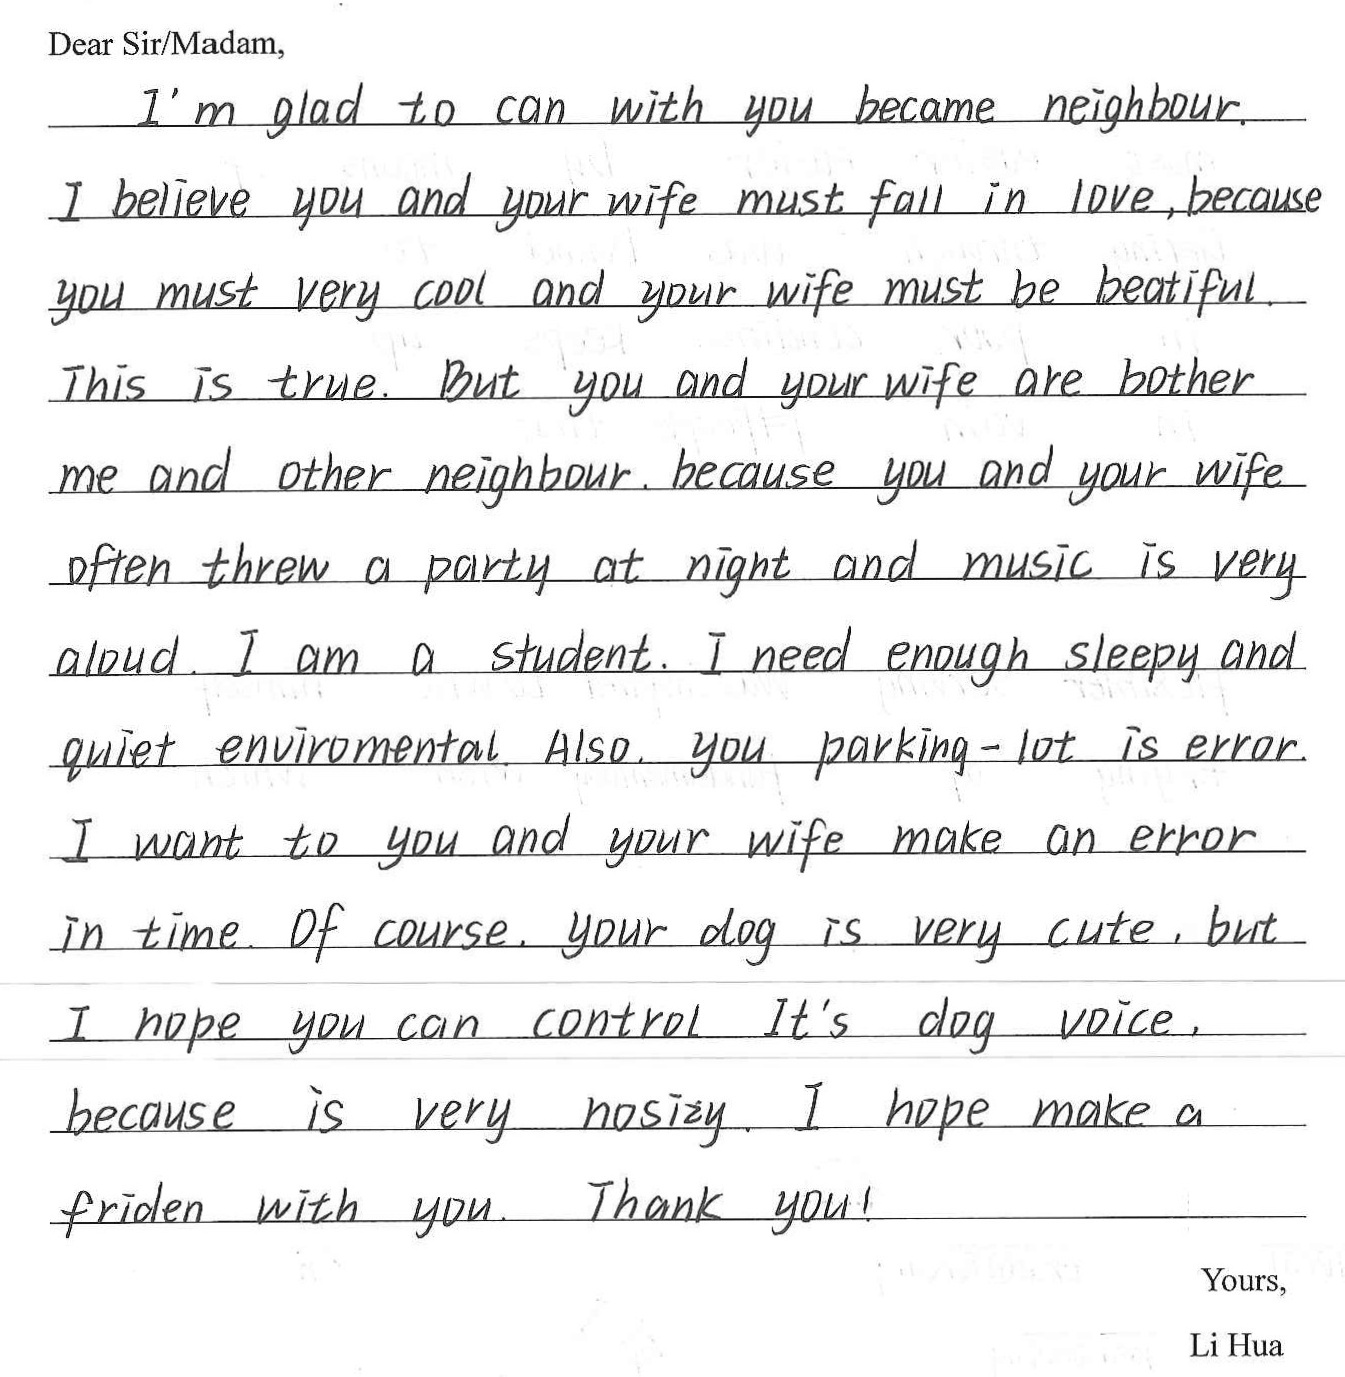 Dear Sir/Madam,
I'm glad to can with you became neighbour.
I believe you and your wife must fall in love, because
you must very cool and your wife must be beatiful.
This is true. But you and your wife are bother
me and other neighbour. because you and your wife
often threw a party at night and music is very
aloud. I am a student. I need enough sleepy and
quiet enviromental. Also, you parking-lot is error.
I want to you and your wife make an error
in time. Of course. your dog is very cute, but
I hope you can control It's dog voice,
because is very nosizy. I hope make a
friden with you. Thank you!
Yours,
Li Hua